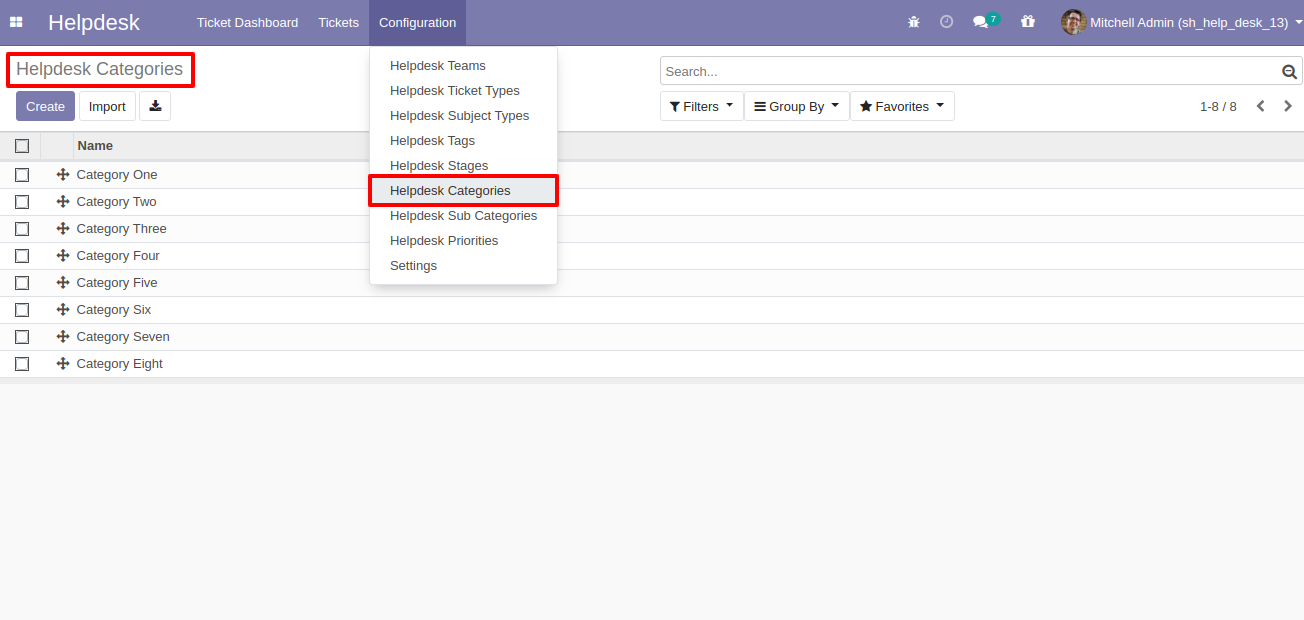 Helpdesk
Ticket Dashboard
Tickets
Configuration
7
Mitchell Admin (sh_help_desk_13)
Helpdesk Categories
Search...
Create
Import
Filters
Group By
Favorites
1-8 / 8
Helpdesk Teams
Helpdesk Ticket Types
Helpdesk Subject Types
Helpdesk Tags
Helpdesk Stages
Helpdesk Categories
Helpdesk Sub Categories
Helpdesk Priorities
Settings
Name
Category One
Category Two
Category Three
Category Four
Category Five
Category Six
Category Seven
Category Eight